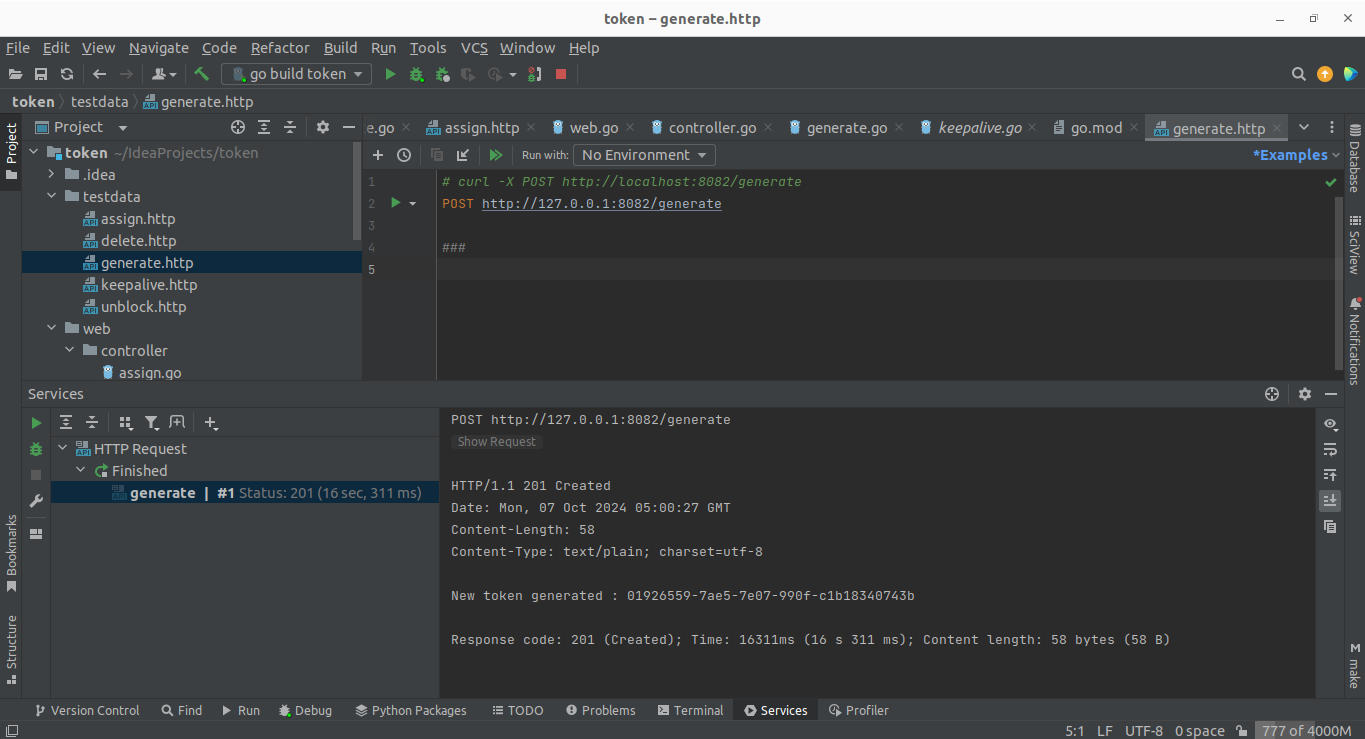 token – generate.http
File Edit View Navigate Code Refactor Build Run Tools VCS Window Help
go build token
token testdata generate.http
Project
Project
e.go assign.http web.go controller.go generate.go keepalive.go go.mod generate.http
token ~/IdeaProjects/token
.idea
testdata
assign.http
delete.http
generate.http
keepalive.http
unblock.http
web
controller
assign.go
Run with: No Environment
*Examples
1 # curl -X POST http://localhost:8082/generate
2 POST http://127.0.0.1:8082/generate
3
4 ###
5
Database
SciView
Notifications
Services
HTTP Request
Finished
generate | #1 Status: 201 (16 sec, 311 ms)
POST http://127.0.0.1:8082/generate
Show Request
HTTP/1.1 201 Created
Date: Mon, 07 Oct 2024 05:00:27 GMT
Content-Length: 58
Content-Type: text/plain; charset=utf-8
New token generated : 01926559-7ae5-7e07-990f-c1b18340743b
Response code: 201 (Created); Time: 16311ms (16 s 311 ms); Content length: 58 bytes (58 B)
Bookmarks
Structure
M make
Version Control Find Run Debug Python Packages TODO Problems Terminal Services Profiler
5:1 LF UTF-8 0 space 777 of 4000M